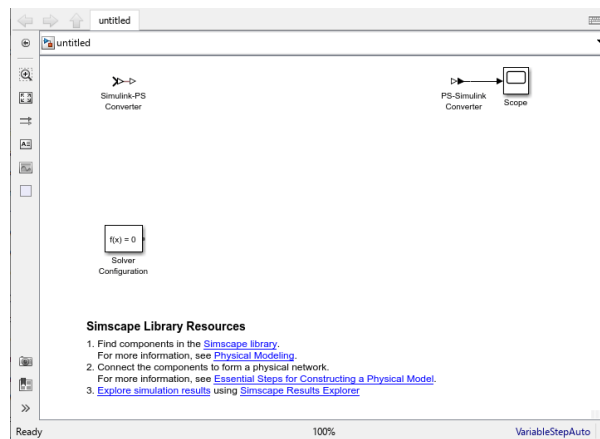 untitled
untitled
Simulink-PS
Converter
PS-Simulink
Converter
Scope
f(x) = 0
Solver
Configuration
Simscape Library Resources
1. Find components in the Simscape library.
For more information, see Physical Modeling.
2. Connect the components to form a physical network.
For more information, see Essential Steps for Constructing a Physical Model.
3. Explore simulation results using Simscape Results Explorer
Ready
100%
VariableStepAuto